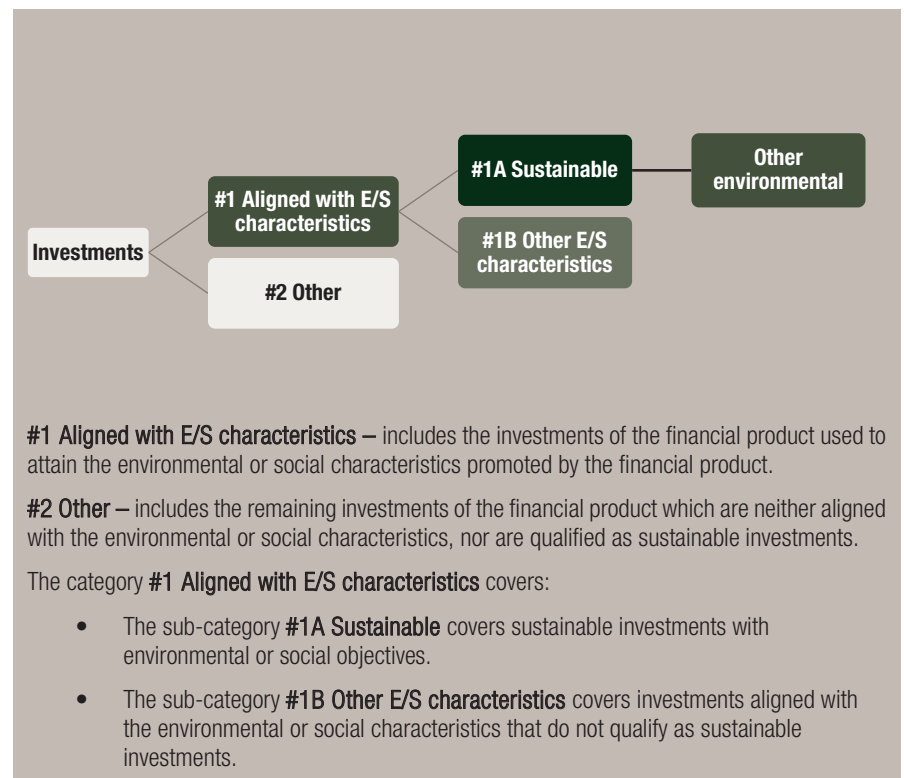 Investments
#1 Aligned with E/S
characteristics
#2 Other
#1A Sustainable
#1B Other E/S
characteristics
Other
environmental
#1 Aligned with E/S characteristics – includes the investments of the financial product used to
attain the environmental or social characteristics promoted by the financial product.
#2 Other – includes the remaining investments of the financial product which are neither aligned
with the environmental or social characteristics, nor are qualified as sustainable investments.
The category #1 Aligned with E/S characteristics covers:
• The sub-category #1A Sustainable covers sustainable investments with
environmental or social objectives.
• The sub-category #1B Other E/S characteristics covers investments aligned with
the environmental or social characteristics that do not qualify as sustainable
investments.